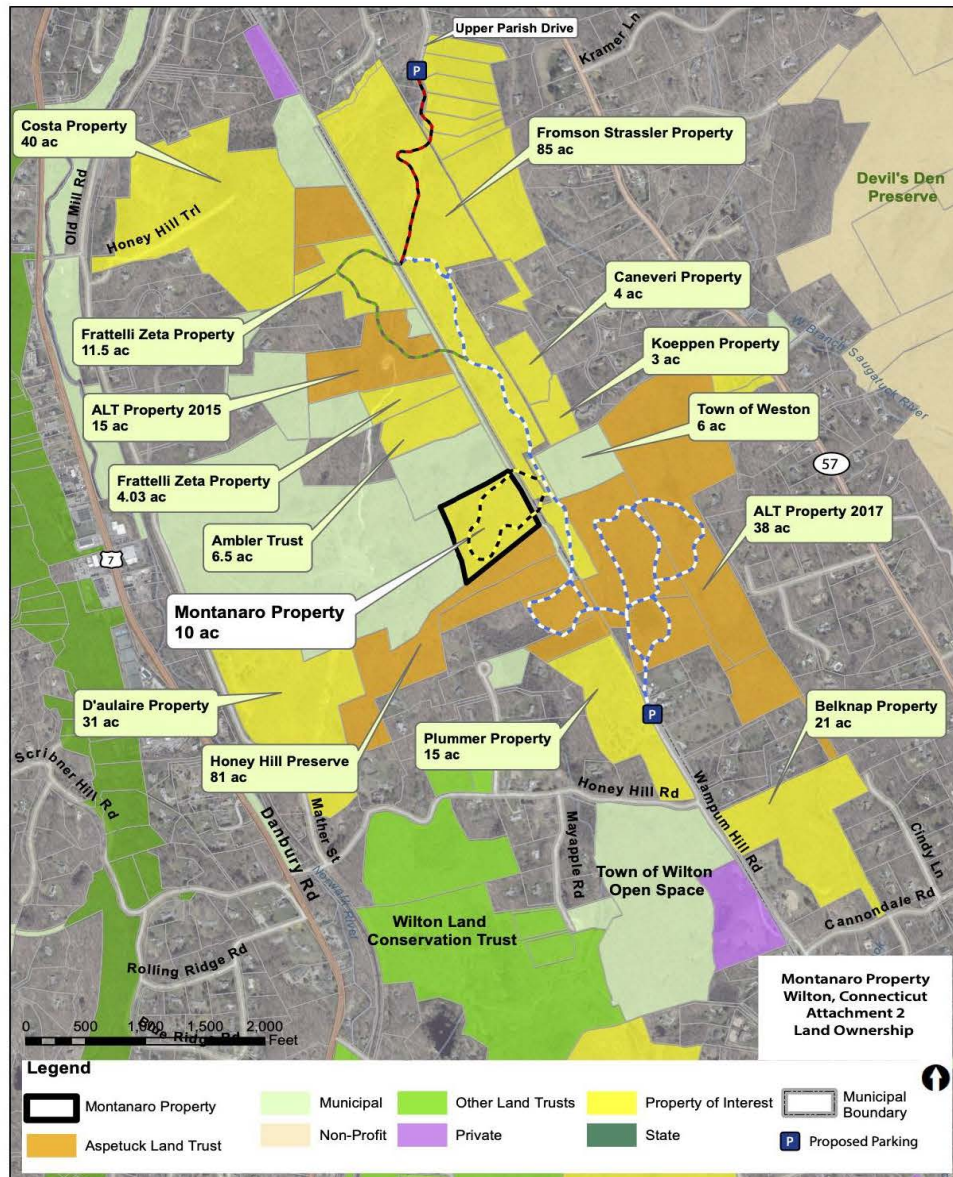 Upper Parish Drive
P
Kramer Ln
Costa Property
40 ac
Fromson Strassler Property
85 ac
Devil's Den
Preserve
Old Mill Rd
Honey Hill Trl
Caneveri Property
4 ac
Frattelli Zeta Property
11.5 ac
Koeppen Property
3 ac
W Branch Saugatuck River
ALT Property 2015
15 ac
Town of Weston
6 ac
57
Frattelli Zeta Property
4.03 ac
ALT Property 2017
38 ac
Ambler Trust
6.5 ac
7
Montanaro Property
10 ac
D'aulaire Property
31 ac
P
Belknap Property
21 ac
Plummer Property
15 ac
Honey Hill Preserve
81 ac
Scribner Hill Rd
Honey Hill Rd
Wampum Hill Rd
Mather St
Danbury Rd
Mayapple Rd
Cindy Ln
Town of Wilton
Open Space
Norwalk River
Cannondale Rd
Wilton Land
Conservation Trust
Rolling Ridge Rd
Montanaro Property
Wilton, Connecticut
Attachment 2
Land Ownership
0 500 1,000 1,500 2,000
Feet
Blue Ridge Rd
Legend
Montanaro Property
Municipal
Other Land Trusts
Property of Interest
Municipal
Boundary
Aspetuck Land Trust
Non-Profit
Private
State
P Proposed Parking